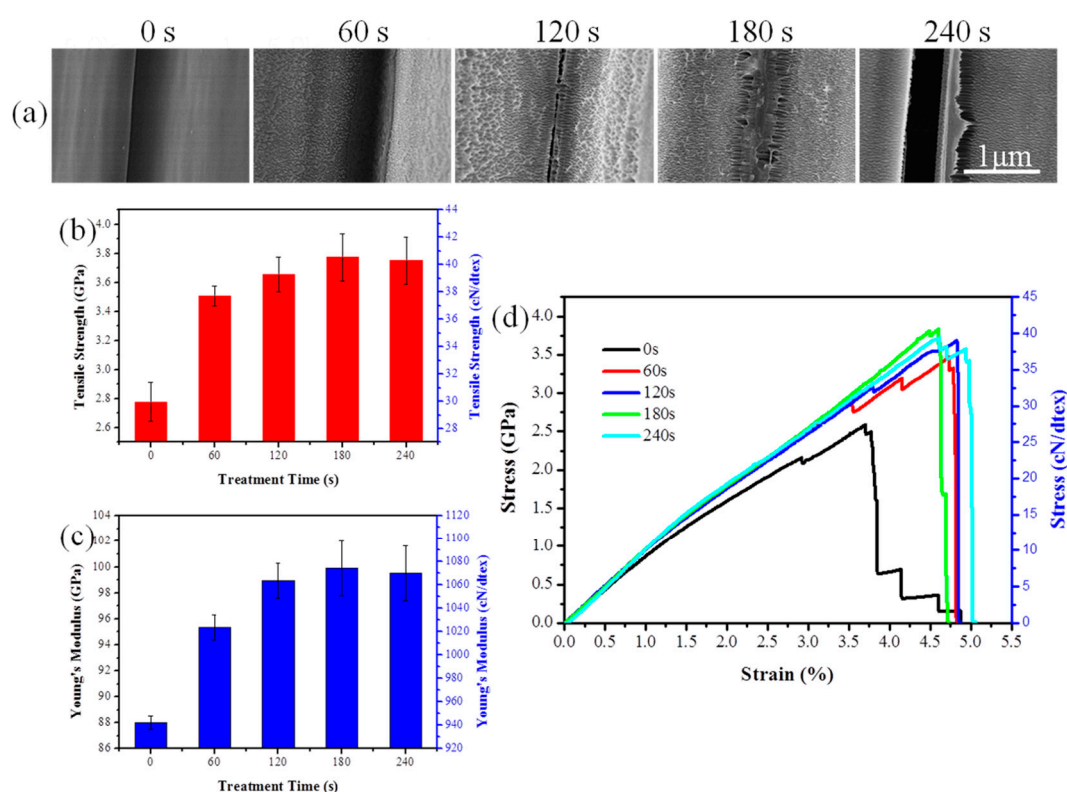 0 s 60 s 120 s 180 s 240 s
(a)
1μm
(b)
Tensile Strength (GPa)
4.0
3.8
3.6
3.4
3.2
3.0
2.8
2.6
44
42
40
38
36
34
32
30
28
Tensile Strength (cN/dtex)
0 60 120 180 240
Treatment Time (s)
(c)
Young's Modulus (GPa)
104
102
100
98
96
94
92
90
88
86
1120
1100
1080
1060
1040
1020
1000
980
960
940
920
Young's Modulus (cN/dtex)
0 60 120 180 240
Treatment Time (s)
(d)
Stress (GPa)
4.0
3.5
3.0
2.5
2.0
1.5
1.0
0.5
0.0
0s
60s
120s
180s
240s
45
40
35
30
25
20
15
10
5
0
Stress (cN/dtex)
0.0 0.5 1.0 1.5 2.0 2.5 3.0 3.5 4.0 4.5 5.0 5.5
Strain (%)